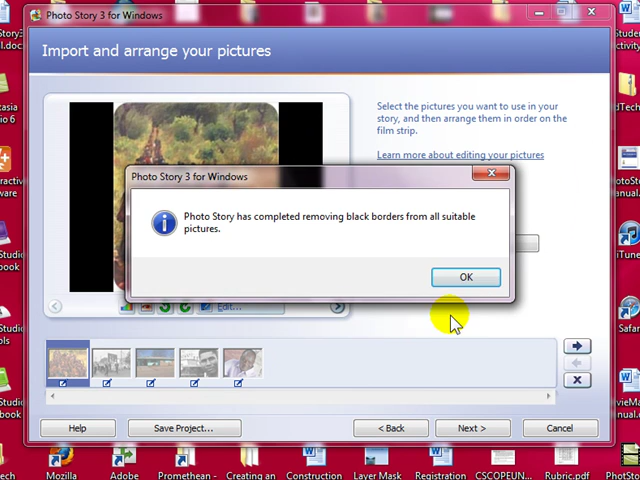 Photo Story 3 for Windows
Import and arrange your pictures
Select the pictures you want to use in your
story, and then arrange them in order on the
film strip.
Learn more about editing your pictures
Photo Story 3 for Windows
Photo Story has completed removing black borders from all suitable
pictures.
OK
Edit...
Help
Save Project...
< Back
Next >
Cancel
Mozilla
Adobe
Promethean -
Creating an
Construction
Layer Mask
Registration
CSCOPEUN...
Rubric.pdf